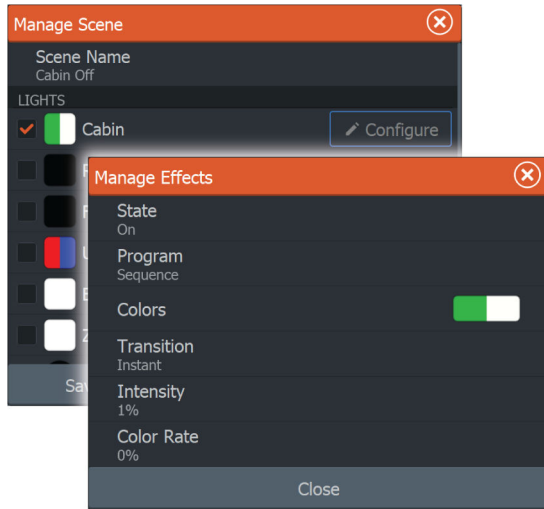 Manage Scene
Scene Name
Cabin Off
LIGHTS
Cabin
Configure
Manage Effects
State
On
Program
Sequence
Colors
Transition
Instant
Intensity
1%
Color Rate
0%
Close